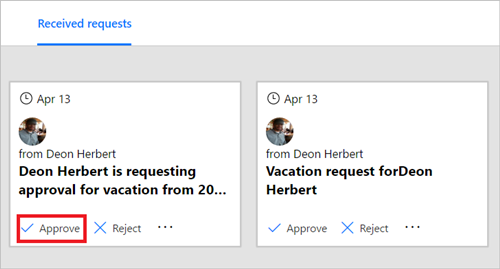 Received requests
Apr 13
from Deon Herbert
Deon Herbert is requesting
approval for vacation from 20...
Approve
Reject
Apr 13
from Deon Herbert
Vacation request forDeon
Herbert
Approve
Reject